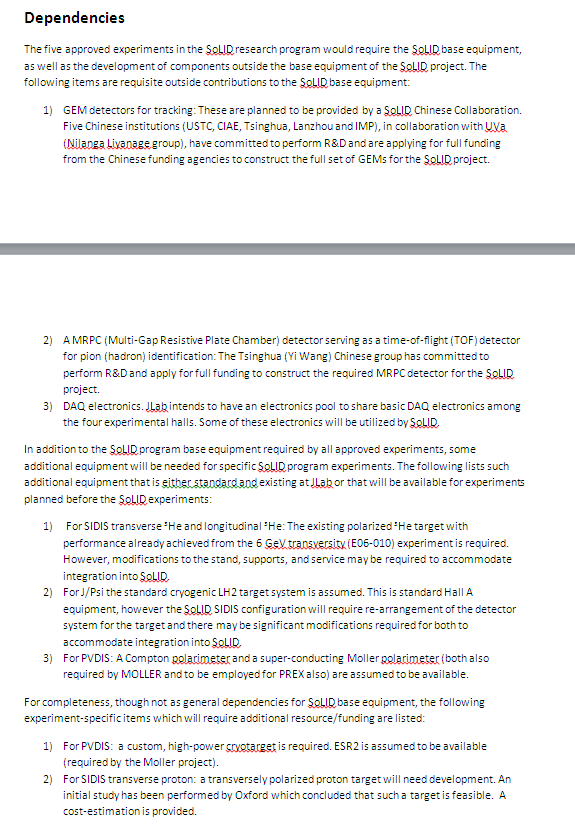 Dependencies
The five approved experiments in the SoLID research program would require the SoLID base equipment,
as well as the development of components outside the base equipment of the SoLID project. The
following items are requisite outside contributions to the SoLID base equipment:
1) GEM detectors for tracking: These are planned to be provided by a SoLID Chinese Collaboration.
Five Chinese institutions (USTC, CIAE, Tsinghua, Lanzhou and IMP), in collaboration with UVa
(Nilanga Liyanage group), have committed to perform R&D and are applying for full funding
from the Chinese funding agencies to construct the full set of GEMs for the SoLID project.
2) A MRPC (Multi-Gap Resistive Plate Chamber) detector serving as a time-of-flight (TOF) detector
for pion (hadron) identification: The Tsinghua (Yi Wang) Chinese group has committed to
perform R&D and apply for full funding to construct the required MRPC detector for the SoLID
project.
3) DAQ electronics. JLab intends to have an electronics pool to share basic DAQ electronics among
the four experimental halls. Some of these electronics will be utilized by SoLID.
In addition to the SoLID program base equipment required by all approved experiments, some
additional equipment will be needed for specific SoLID program experiments. The following lists such
additional equipment that is either standard and existing at JLab or that will be available for experiments
planned before the SoLID experiments:
1) For SIDIS transverse ³He and longitudinal ³He: The existing polarized ³He target with
performance already achieved from the 6 GeV transversity (E06-010) experiment is required.
However, modifications to the stand, supports, and service may be required to accommodate
integration into SoLID.
2) For J/Psi the standard cryogenic LH2 target system is assumed. This is standard Hall A
equipment, however the SoLID SIDIS configuration will require re-arrangement of the detector
system for the target and there may be significant modifications required for both to
accommodate integration into SoLID.
3) For PVDIS: A Compton polarimeter and a super-conducting Moller polarimeter (both also
required by MOLLER and to be employed for PREX also) are assumed to be available.
For completeness, though not as general dependencies for SoLID base equipment, the following
experiment-specific items which will require additional resource/funding are listed:
1) For PVDIS: a custom, high-power cryotarget is required. ESR2 is assumed to be available
(required by the Moller project).
2) For SIDIS transverse proton: a transversely polarized proton target will need development. An
initial study has been performed by Oxford which concluded that such a target is feasible. A
cost-estimation is provided.